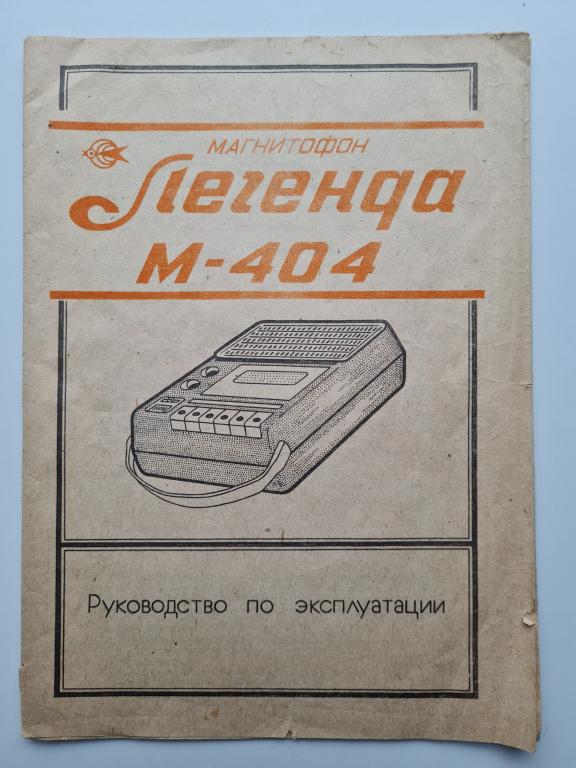 МАГНИТОФОН
Легенда
М-404
Руководство по эксплуатации